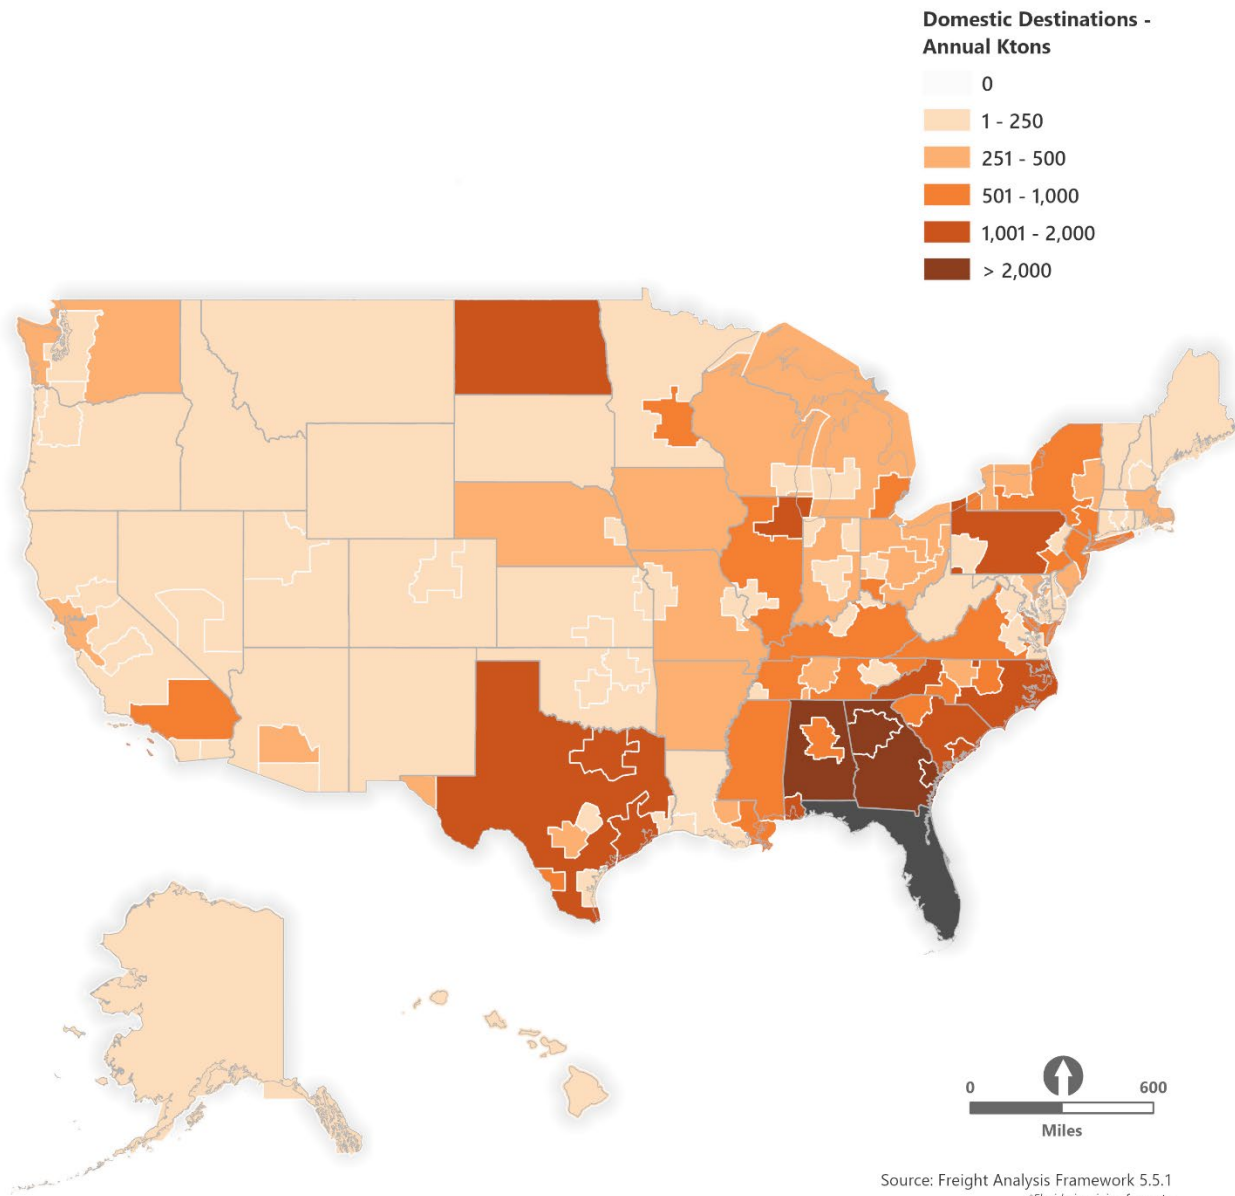 Domestic Destinations -
Annual Ktons
0
1 - 250
251 - 500
501 - 1,000
1,001 - 2,000
> 2,000
0
600
Miles
Source: Freight Analysis Framework 5.5.1